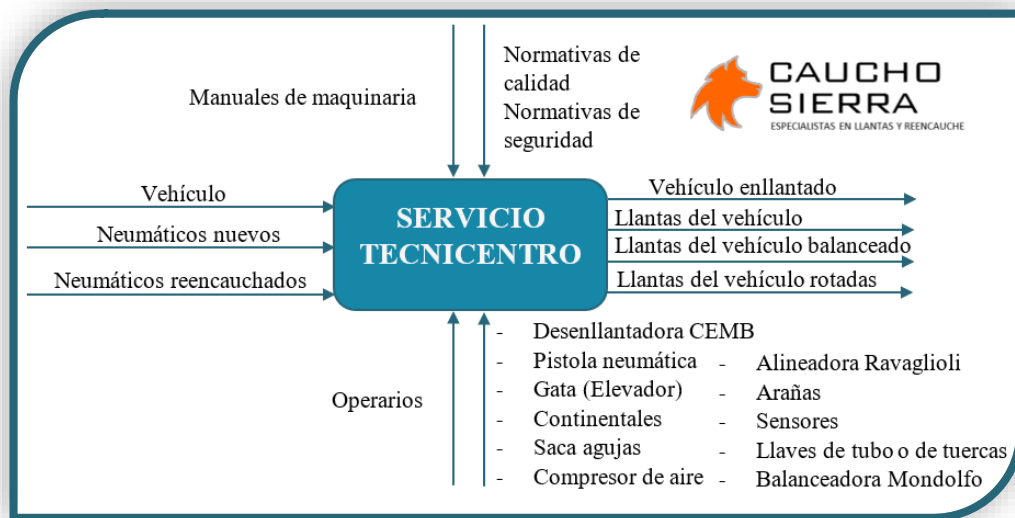 Manuales de maquinaria
Normativas de
calidad
Normativas de
seguridad
CAUCHO
SIERRA
ESPECIALISTAS EN LLANTAS Y REENCAUCHE
Vehículo
Neumáticos nuevos
Neumáticos reencauchados
SERVICIO
TECNICENTRO
Vehículo enllantado
Llantas del vehículo
Llantas del vehículo balanceado
Llantas del vehículo rotadas
Operarios
- Desenllantadora CEMB
- Pistola neumática
- Gata (Elevador)
- Continentales
- Saca agujas
- Compresor de aire
- Alineadora Ravaglioli
- Arañas
- Sensores
- Llaves de tubo o de tuercas
- Balanceadora Mondolfo